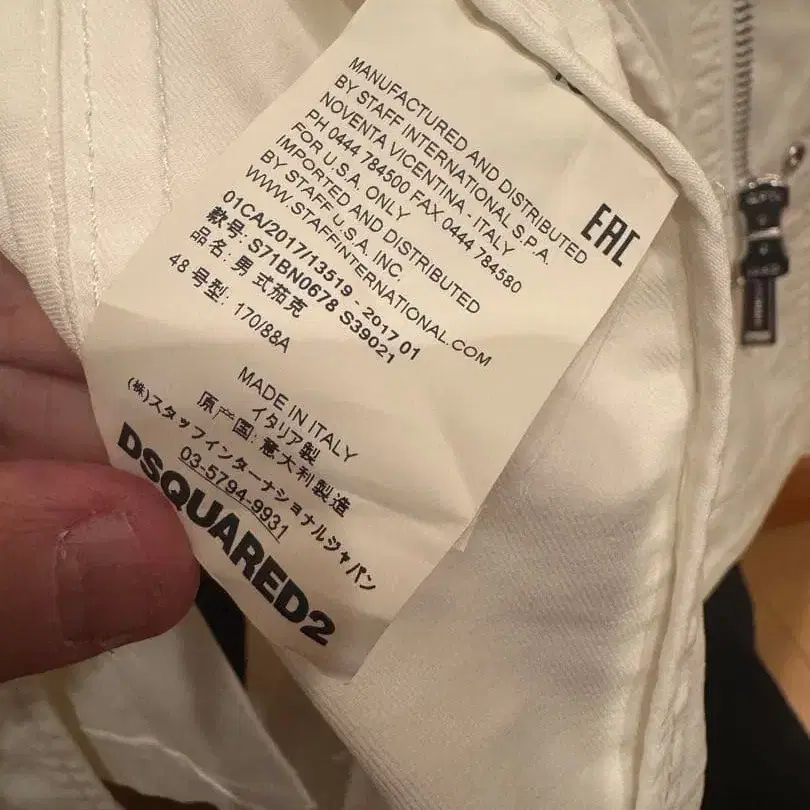 MANUFACTURED AND DISTRIBUTED
BY STAFF INTERNATIONAL S.P.A.
NOVENTA VICENTINA - ITALY
PH 0444 784500 FAX 0444 784580
FOR U.S.A. ONLY
IMPORTED AND DISTRIBUTED
BY STAFF U.S.A. INC.
WWW.STAFFINTERNATIONAL.COM
EAC
01CA/2017/13519 - 2017 01
款号: S71BN0678 S39021
品名: 男 式茄克
48 号型: 170/88A
MADE IN ITALY
イタリア製
原产国: 意大利製造
(株)スタッフインターナショナルジャパン
03-5794-9931
DSQUARED2